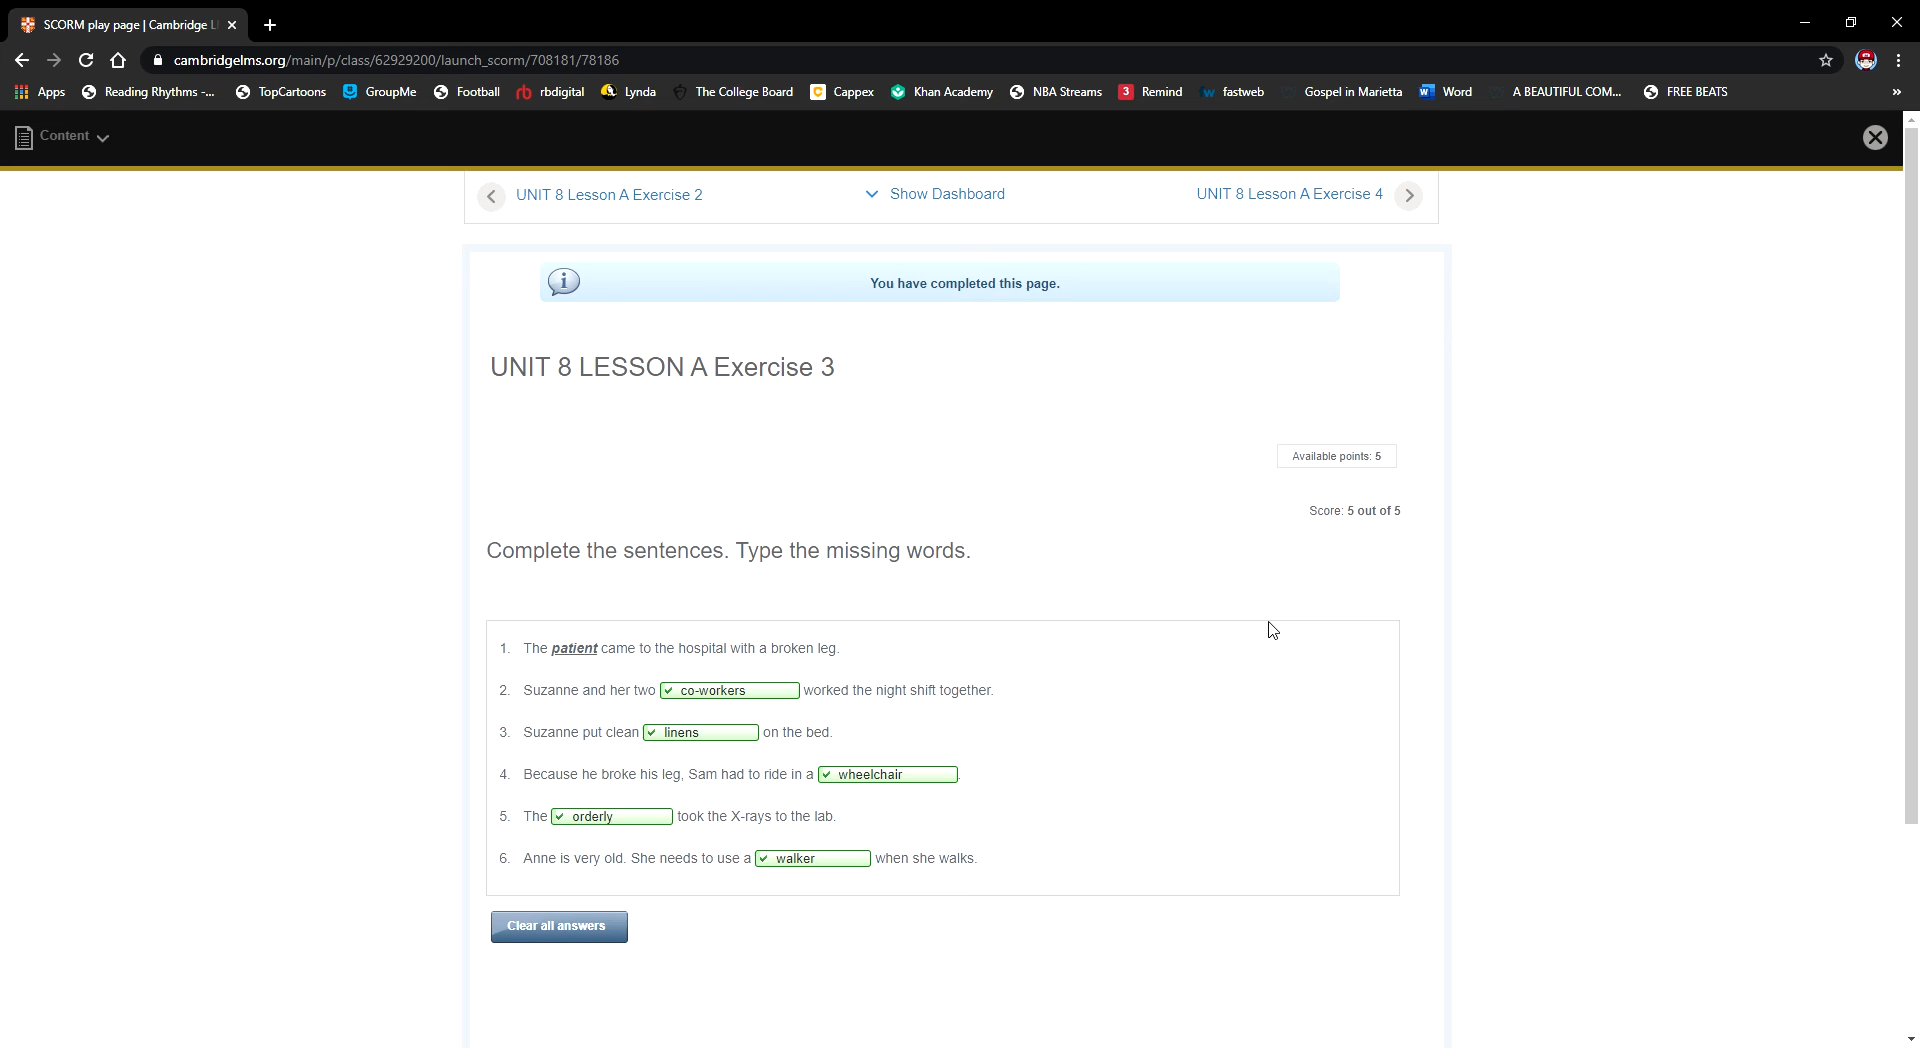 SCORM play page | Cambridge L
cambridgelms.org/main/p/class/62929200/launch_scorm/708181/78186
Apps Reading Rhythms -... TopCartoons GroupMe Football rb rbdigital Lynda The College Board C Cappex Khan Academy NBA Streams 3 Remind w fastweb Gospel in Marietta W Word A BEAUTIFUL COM... FREE BEATS »
Content
UNIT 8 Lesson A Exercise 2 Show Dashboard UNIT 8 Lesson A Exercise 4
i You have completed this page.
UNIT 8 LESSON A Exercise 3
Available points: 5
Score: 5 out of 5
Complete the sentences. Type the missing words.
1. The patient came to the hospital with a broken leg.
2. Suzanne and her two co-workers worked the night shift together.
3. Suzanne put clean linens on the bed.
4. Because he broke his leg, Sam had to ride in a wheelchair.
5. The orderly took the X-rays to the lab.
6. Anne is very old. She needs to use a walker when she walks.
Clear all answers